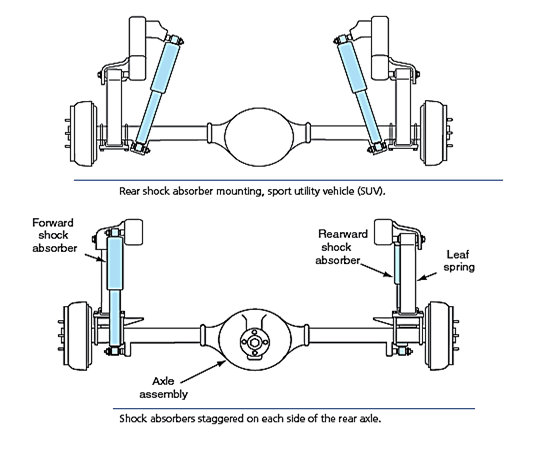 Rear shock absorber mounting, sport utility vehicle (SUV).
Forward
shock
absorber
Rearward
shock
absorber
Leaf
spring
Axle
assembly
Shock absorbers staggered on each side of the rear axle.